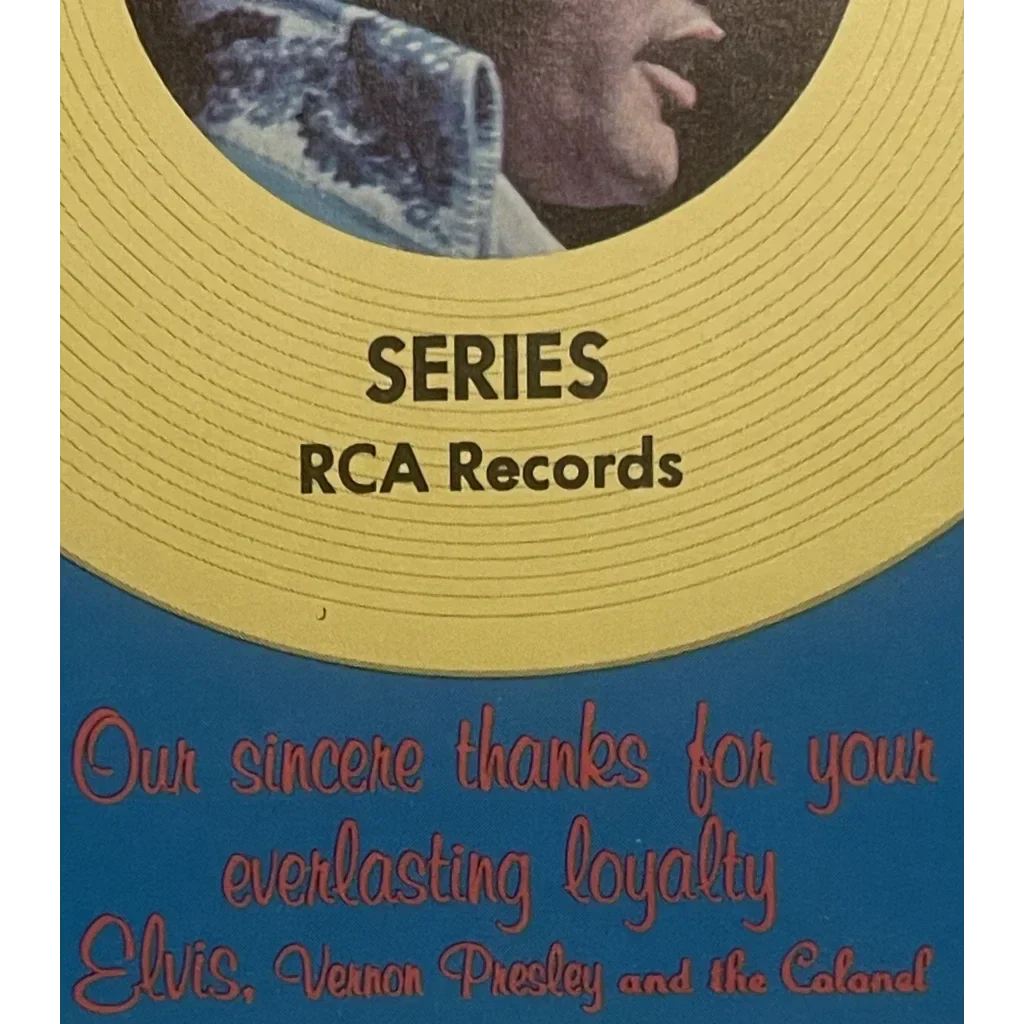 SERIES
RCA Records
Our sincere thanks for your
everlasting loyalty
Elvis, Vernon Presley and the Colonel